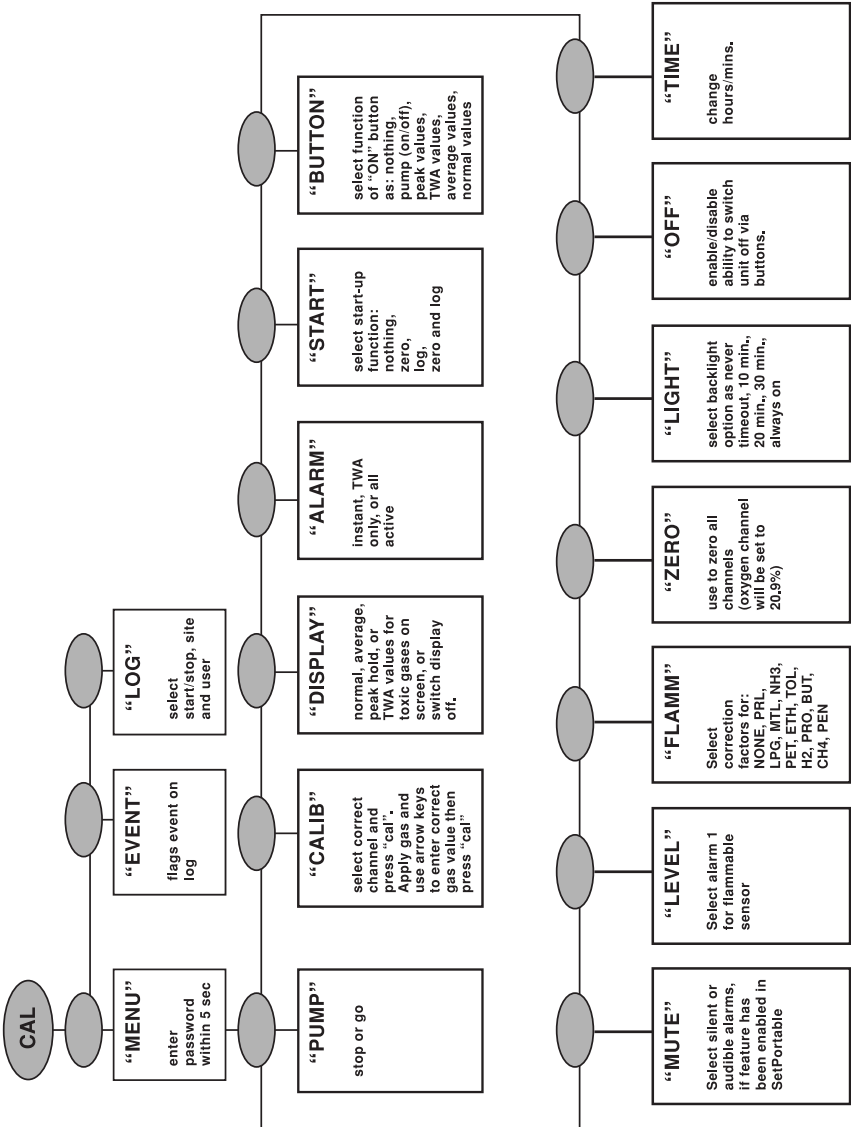 CAL
“MENU”
enter
password
within 5 sec
“EVENT”
flags event on
log
“LOG”
select
start/stop, site
and user
“PUMP”
stop or go
“CALIB”
select correct
channel and
press “cal”.
Apply gas and
use arrow keys
to enter correct
gas value then
press “cal”
“DISPLAY”
normal, average,
peak hold, or
TWA values for
toxic gases on
screen, or
switch display
off.
“ALARM”
instant, TWA
only, or all
active
“START”
select start-up
function:
nothing,
zero,
log,
zero and log
“BUTTON”
select function
of “ON” button
as: nothing,
pump (on/off),
peak values,
TWA values,
average values,
normal values
“MUTE”
Select silent or
audible alarms,
if feature has
been enabled in
SetPortable
“LEVEL”
Select alarm 1
for flammable
sensor
“FLAMM”
Select
correction
factors for:
NONE, PRL,
LPG, MTL, NH3,
PET, ETH, TOL,
H2, PRO, BUT,
CH4, PEN
“ZERO”
use to zero all
channels
(oxygen channel
will be set to
20.9%)
“LIGHT”
select backlight
option as never
timeout, 10 min.,
20 min., 30 min.,
always on
“OFF”
enable/disable
ability to switch
unit off via
buttons.
“TIME”
change
hours/mins.